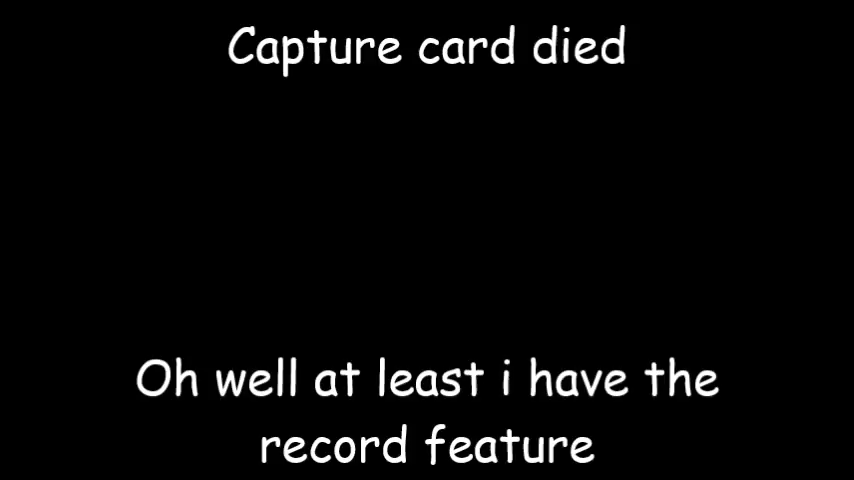 Capture card died
Oh well at least i have the
record feature